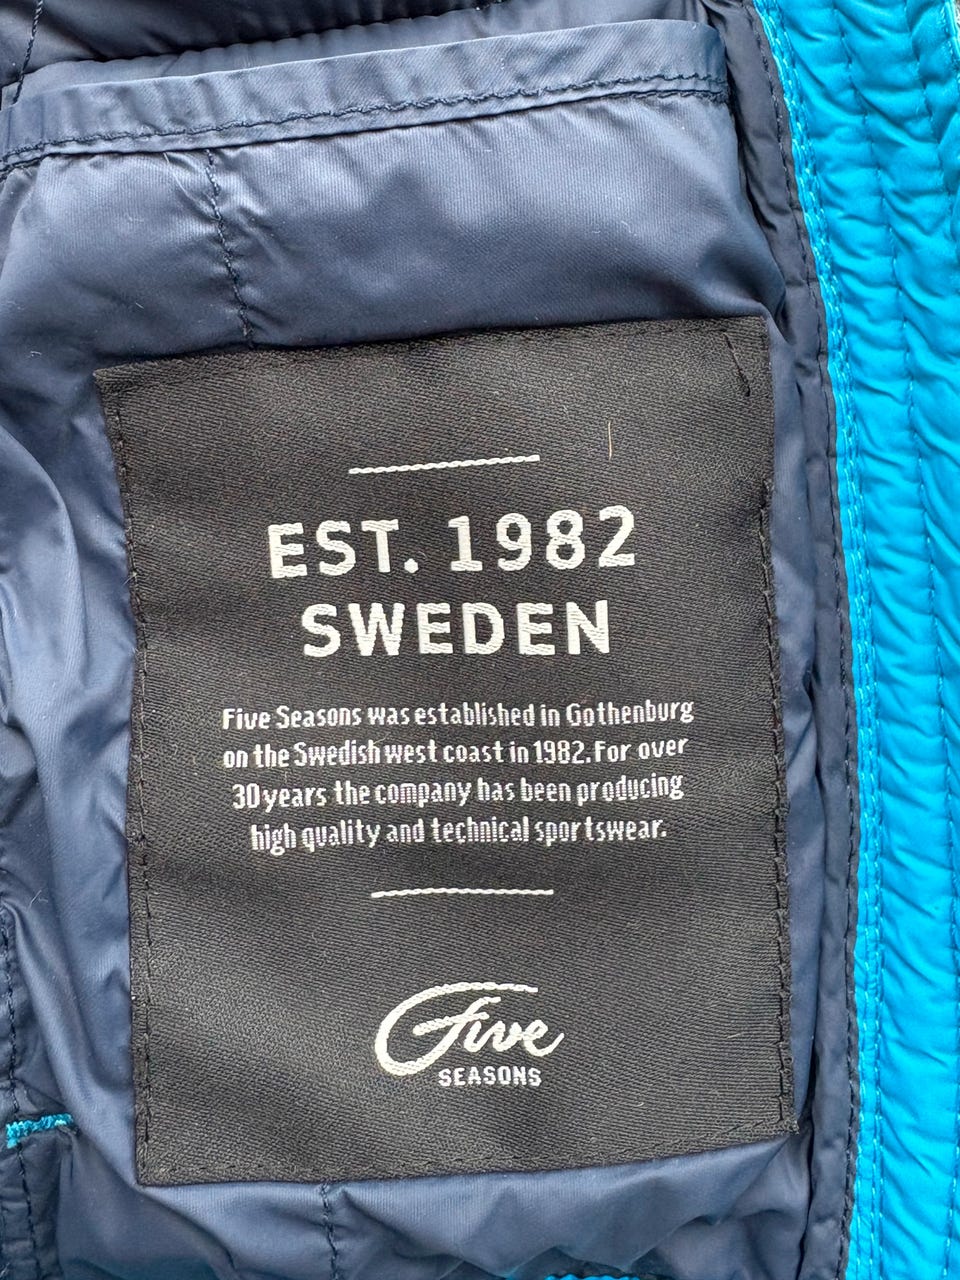 EST. 1982
SWEDEN
Five Seasons was established in Gothenburg
on the Swedish west coast in 1982. For over
30 years the company has been producing
high quality and technical sportswear.
Five
SEASONS